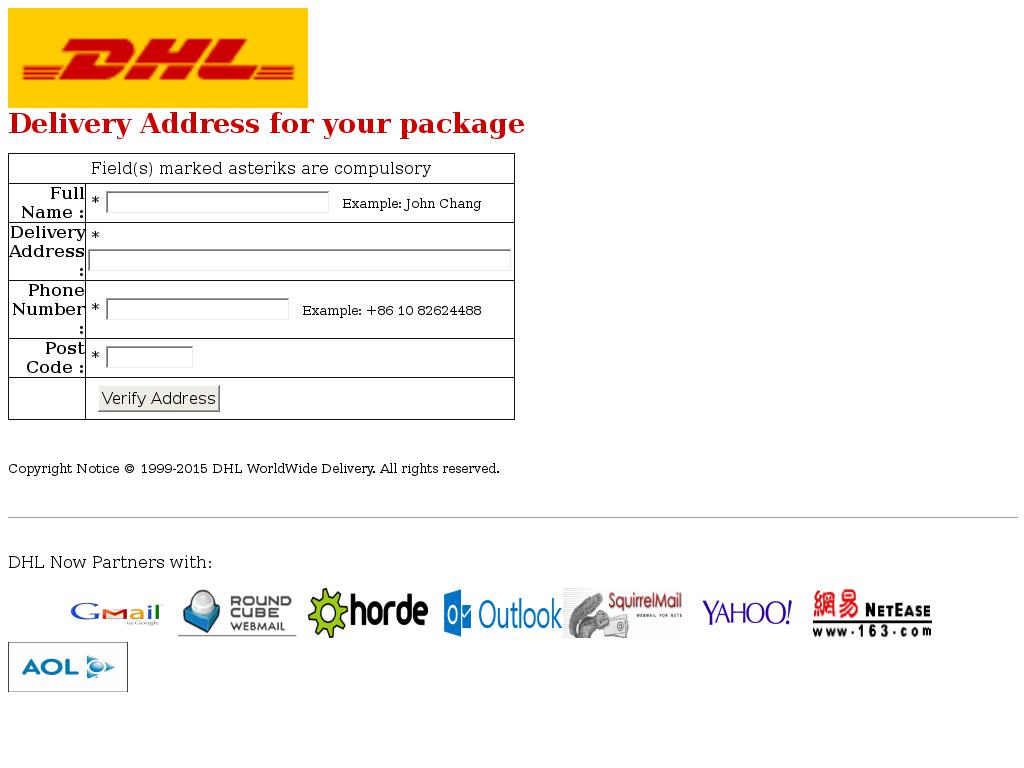 DHL
Delivery Address for your package
Field(s) marked asteriks are compulsory
Full Name : * Example: John Chang
Delivery Address : *
Phone Number : * Example: +86 10 82624488
Post Code : *
Verify Address
Copyright Notice © 1999-2015 DHL WorldWide Delivery. All rights reserved.
DHL Now Partners with:
Gmail by Google ROUND CUBE WEBMAIL horde Outlook SquirrelMail WEBMAIL FOR NUTS YAHOO! 網易 NETEASE www.163.com
AOL